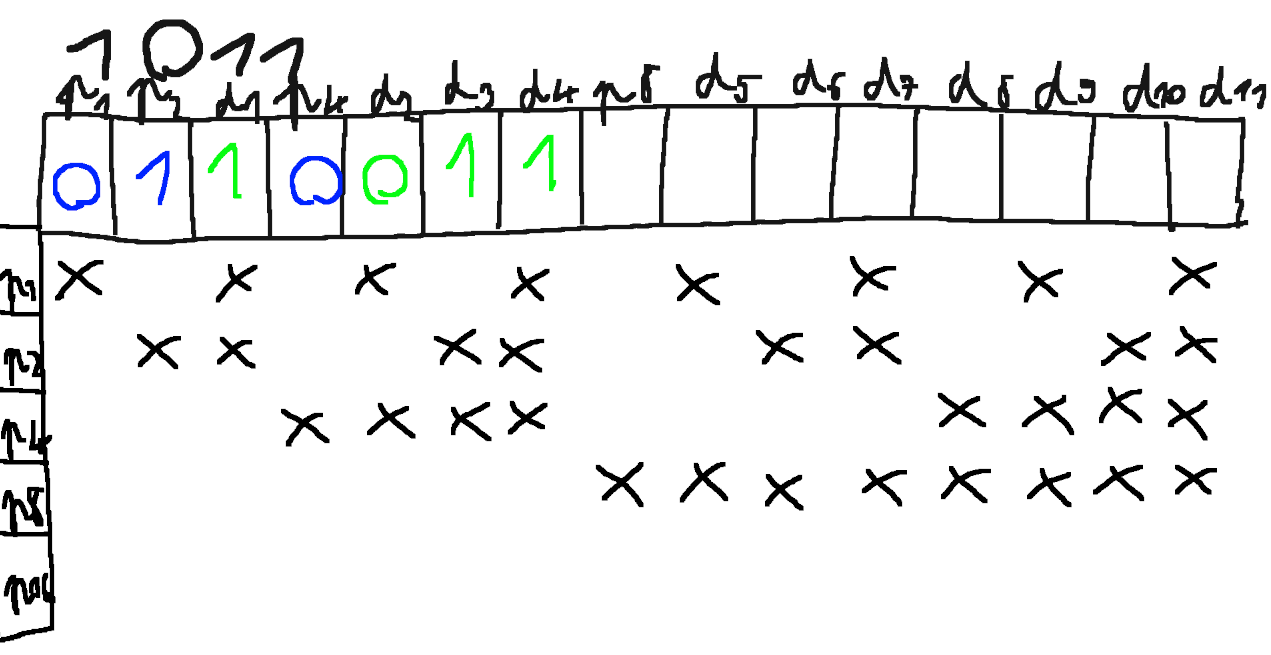 1011
p1 p2 d1 p4 d2 d3 d4 p8 d5 d6 d7 d8 d9 d10 d11
0 1 1 0 0 1 1
p1 X X X X X X X X
p2 X X X X X X X X
p4 X X X X X X X X
p8 X X X X X X X X